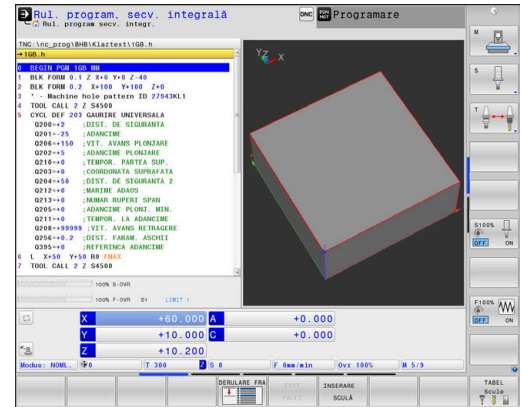 Rul. program, secv. integrală
Rul. program secv. integr.
DNC
Programare
TNC:\nc_prog\BHB\Klartext\1GB.h
→1GB.h
0 BEGIN PGM 1GB MM
1 BLK FORM 0.1 Z X+0 Y+0 Z-40
2 BLK FORM 0.2 X+100 Y+100 Z+0
3 * - Machine hole pattern ID 27943KL1
4 TOOL CALL 2 Z S4500
5 CYCL DEF 203 GAURIRE UNIVERSALA
Q200=+2 ;DIST. DE SIGURANTA
Q201=-25 ;ADANCIME
Q206=+150 ;VIT. AVANS PLONJARE
Q202=+5 ;ADANCIME PLONJARE
Q210=+0 ;TEMPOR. PARTEA SUP.
Q203=+0 ;COORDONATA SUPRAFATA
Q204=+50 ;DIST. DE SIGURANTA 2
Q212=+0 ;MARIME ADAOS
Q213=+0 ;NUMAR RUPERI SPAN
Q205=+0 ;ADANCIME PLONJ. MIN.
Q211=+0 ;TEMPOR. LA ADANCIME
Q208=+99999 ;VIT. AVANS RETRAGERE
Q256=+0.2 ;DIST. FARAM. ASCHII
Q395=+0 ;REFERINCA ADANCIME
6 L X+50 Y+50 R0 FMAX
7 TOOL CALL 2 Z S4500
Y Z X
100% S-OVR
100% F-OVR S1 LIMIT 1
X +60.000 A +0.000
Y +10.000 C +0.000
Z +10.200
Modus: NOML. 0 T 300 Z S 0 F 0mm/min Ovr 100% M 5/9
DERULARE FRA
EDIT
PALET
INSERARE
SCULĂ
TABEL
Scule
M
S
T
S100%
OFF ON
F100%
OFF ON